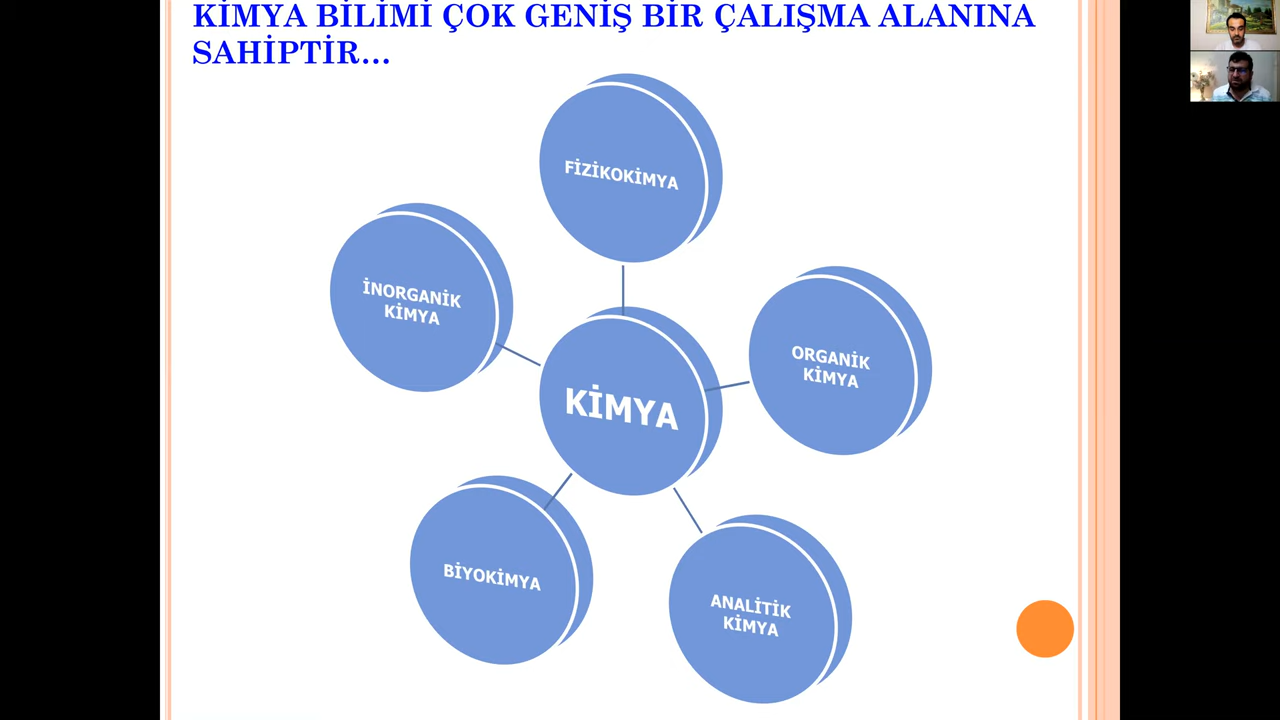 KİMYA BİLİMİ ÇOK GENİŞ BİR ÇALIŞMA ALANINA
SAHİPTİR...
FİZİKOKİMYA
İNORGANİK
KİMYA
ORGANİK
KİMYA
KİMYA
BİYOKİMYA
ANALİTİK
KİMYA